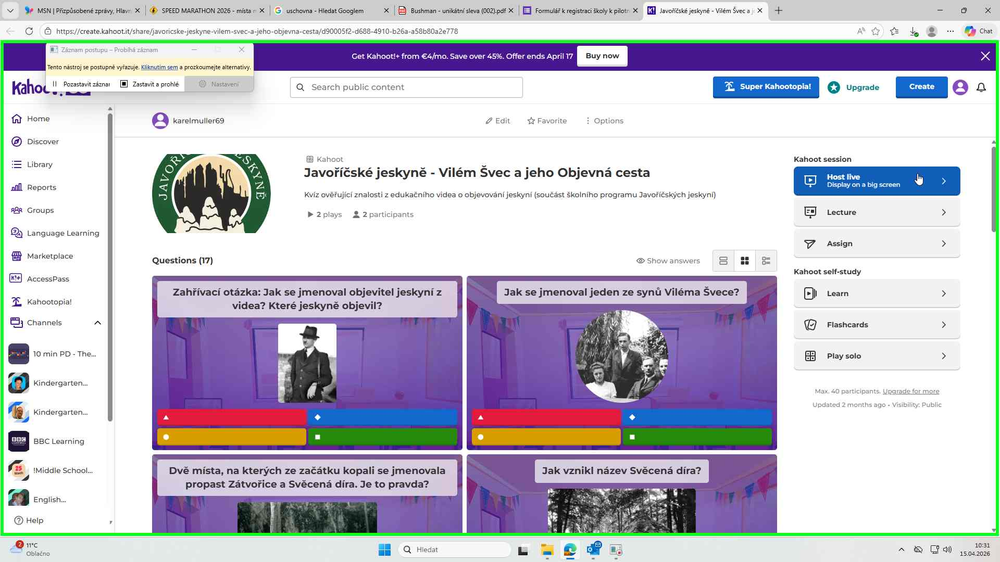 MSN | Přizpůsobené zprávy, Hlavn
SPEED MARATHON 2026 - místa n
uschovna - Hledat Googlem
Bushman - unikátní sleva (002).pdf
Formulář k registraci školy k pilotn
Javoříčské jeskyně - Vilém Švec a je
https://create.kahoot.it/share/javoricske-jeskyne-vilem-svec-a-jeho-objevna-cesta/d90005f2-d688-4910-b26a-a58b80a2e778
Chat
Záznam postupu – Probíhá záznam
Tento nástroj se postupně vyřazuje. Kliknutím sem a prozkoumejte alternativy.
Pozastavit záznar
Zastavit a prohlé
Nastavení
Get Kahoot!+ from €4/mo. Save over 45%. Offer ends April 17
Buy now
Kahoo
Search public content
Super Kahootopia!
Upgrade
Create
Home
Discover
Library
Reports
Groups
Language Learning
Marketplace
AccessPass
Kahootopia!
Channels
10 min PD - The...
Kindergarten...
Kindergarten...
BBC LEARNING
BBC Learning
25 Math
!Middle School...
English...
Help
karelmuller69
Edit
Favorite
Options
JAVOŘÍČSKÉ JESKYNĚ
Kahoot
Javoříčské jeskyně - Vilém Švec a jeho Objevná cesta
Kvíz ověřující znalosti z edukačního videa o objevování jeskyní (součást školního programu Javoříčských jeskyní)
2 plays
2 participants
Questions (17)
Show answers
Zahřívací otázka: Jak se jmenoval objevitel jeskyní z
videa? Které jeskyně objevil?
Jak se jmenoval jeden ze synů Viléma Švece?
Dvě místa, na kterých ze začátku kopali se jmenovala
propast Zátvořice a Svěcená díra. Je to pravda?
Jak vznikl název Svěcená díra?
Kahoot session
Host live
Display on a big screen
Lecture
Assign
Kahoot self-study
Learn
Flashcards
Play solo
Max. 40 participants. Upgrade for more
Updated 2 months ago • Visibility: Public
2
11°C
Oblačno
Hledat
10:31
15.04.2026